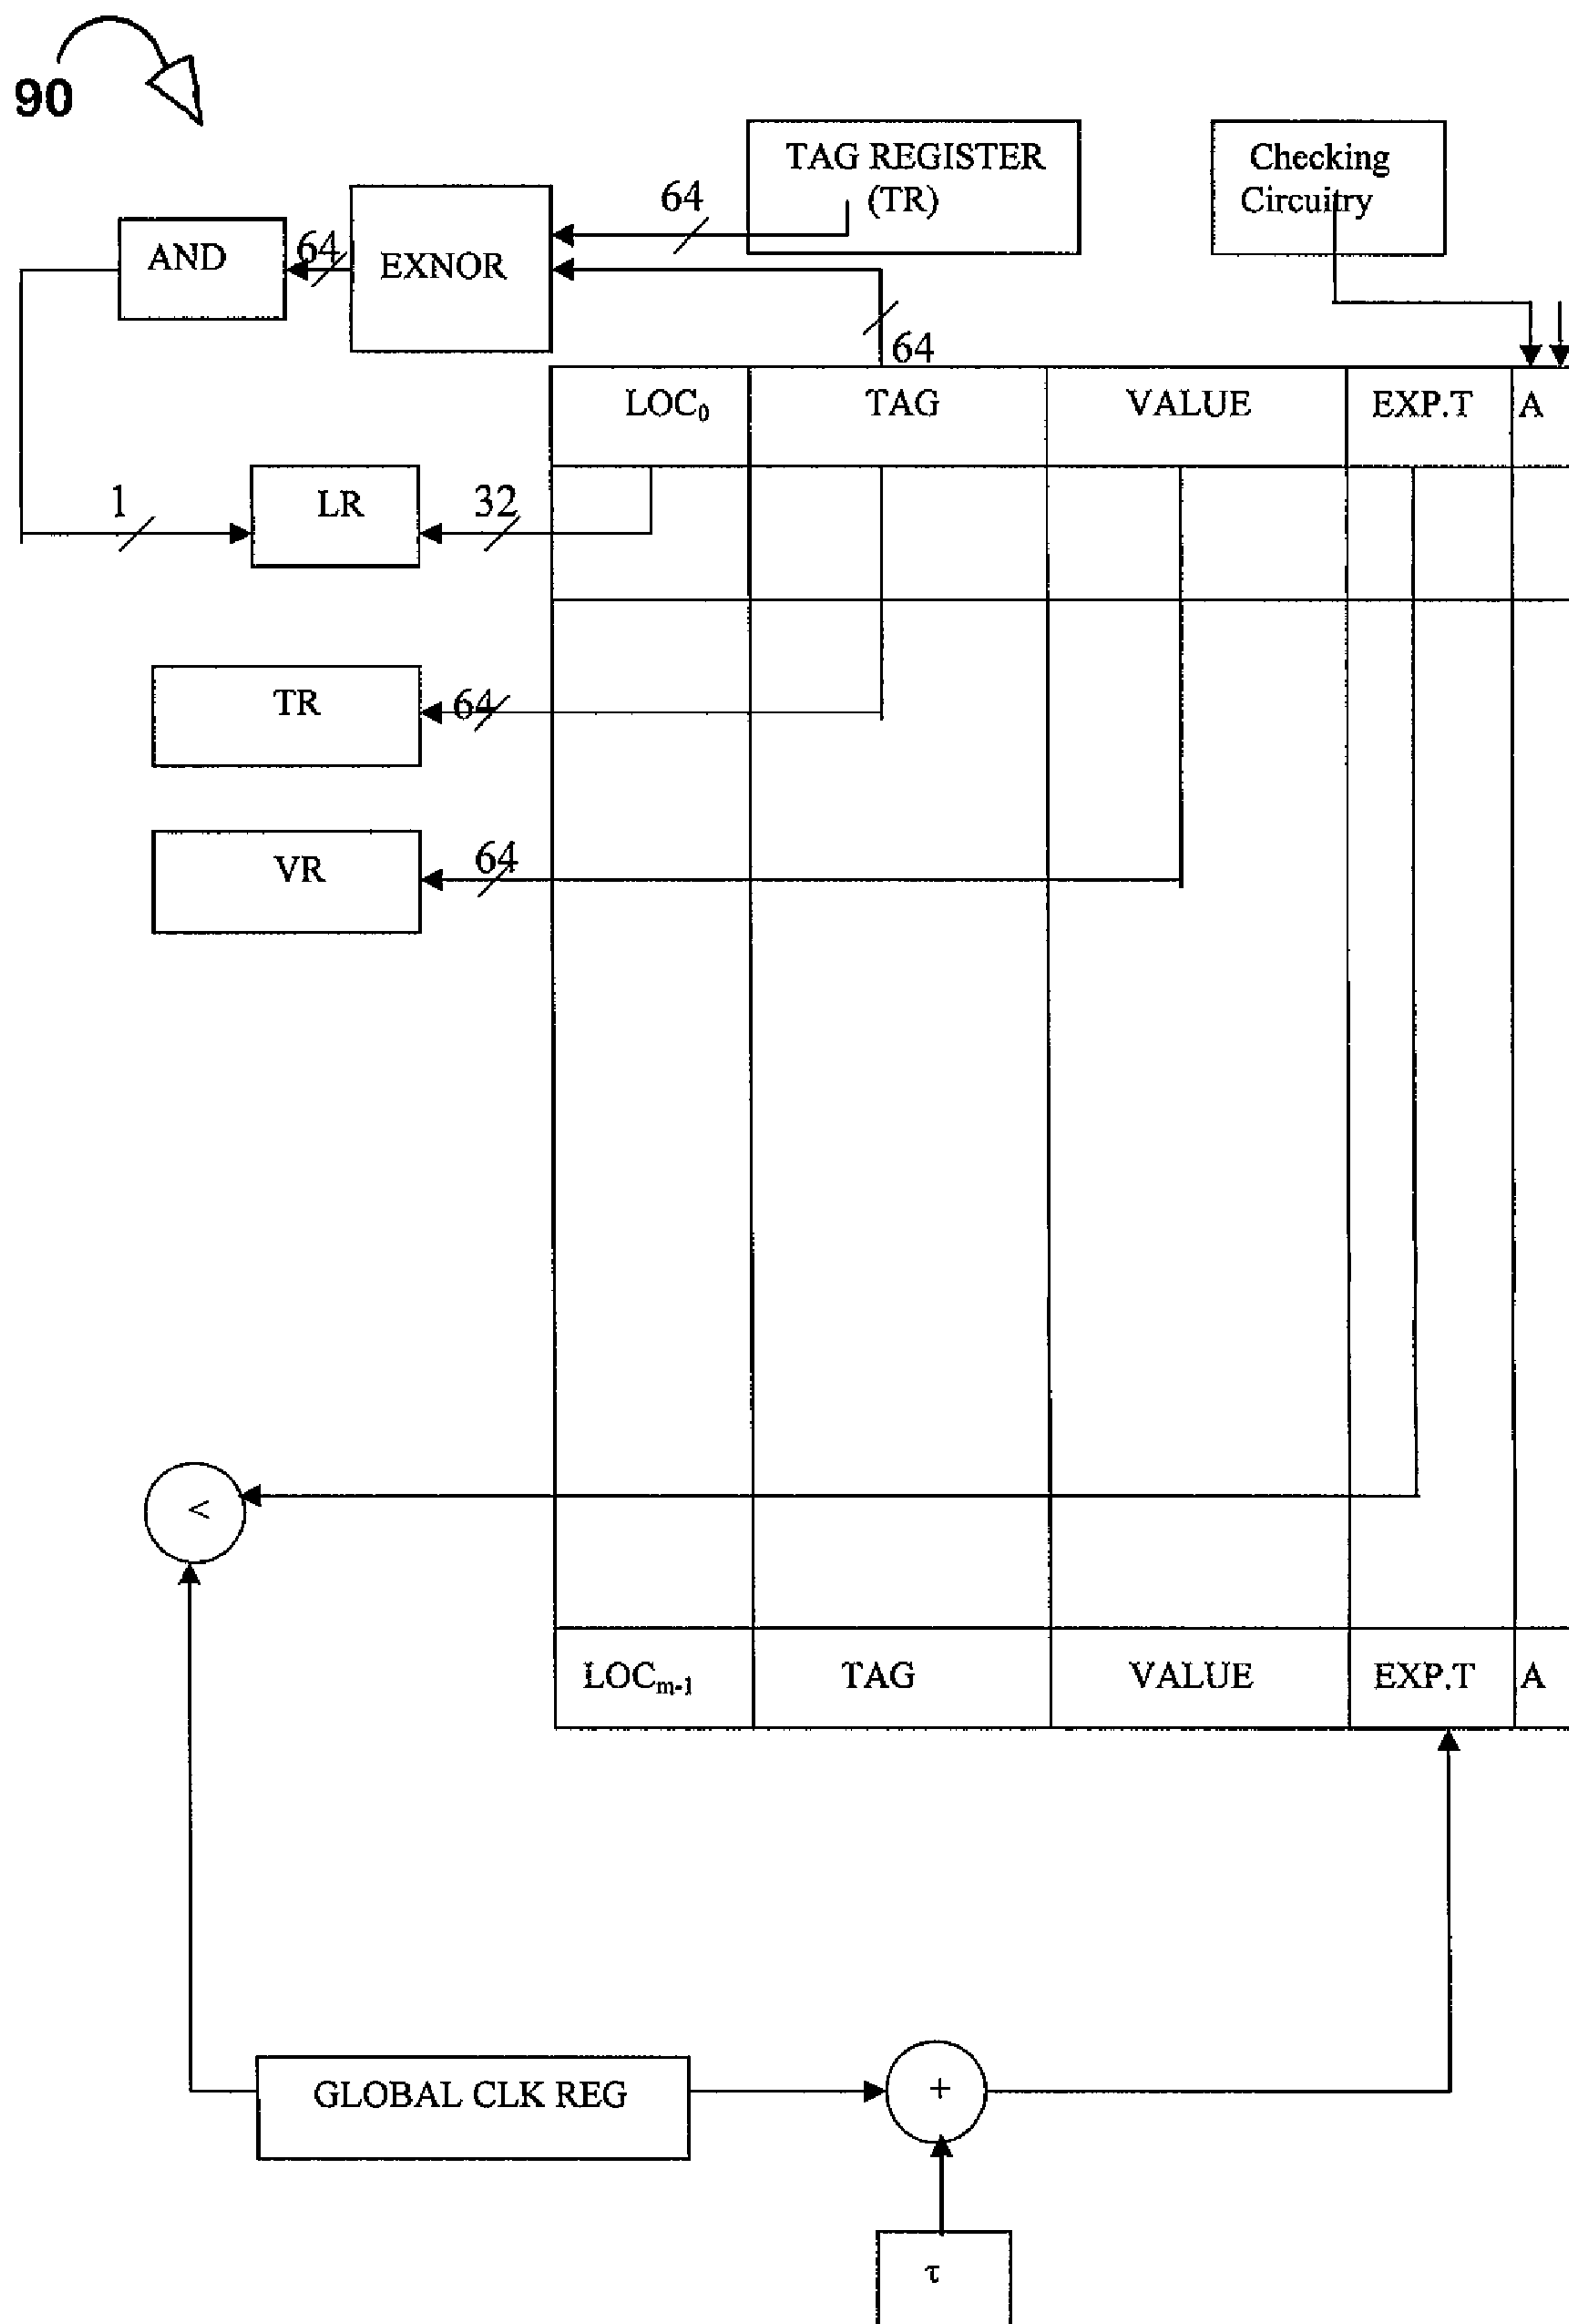 90
TAG REGISTER
(TR)
Checking
Circuitry
64
AND
64
EXNOR
64
LOC₀ TAG VALUE EXP.T A
1
LR
32
TR
64
VR
64
<
LOCₘ₋₁ TAG VALUE EXP.T A
GLOBAL CLK REG
+
τ